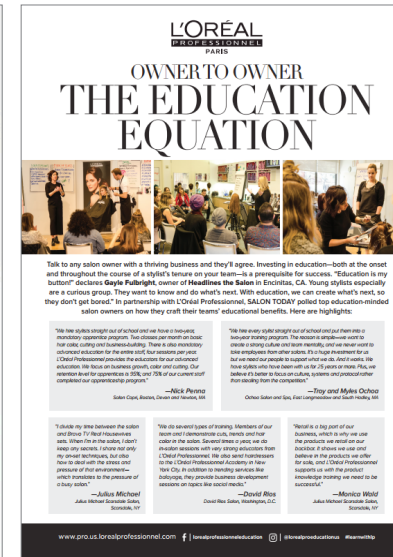 L'ORÉAL
PROFESSIONNEL
PARIS
OWNER TO OWNER
THE EDUCATION
EQUATION
Talk to any salon owner with a thriving business and they'll agree. Investing in education—both at the onset
and throughout the course of a stylist's tenure on your team—is a prerequisite for success. "Education is my
button!" declares Gayle Fulbright, owner of Headlines the Salon in Encinitas, CA. Young stylists especially
are a curious group. They want to know and do what's next. With education, we can create what's next, so
they don't get bored." In partnership with L'Oréal Professionnel, SALON TODAY polled top education-minded
salon owners on how they craft their teams' educational benefits. Here are highlights:
"We hire stylists straight out of school and we have a two-year,
mandatory apprentice program. Two classes per month on basic
hair color, cutting and business-building. There is also mandatory
advanced education for the entire staff, four sessions per year.
L'Oréal Professionnel provides the educators for our advanced
education. We focus on business growth, color and cutting. Our
retention level for apprentices is 95%, and 75% of our current staff
completed our apprenticeship program."
—Nick Penna
Salon Capri, Boston, Dedham and Newton, MA
"We hire every stylist straight out of school and put them into a
two-year training program. The reason is simple—we want to
create a strong culture and team mentality, and we never want to
take employees from other salons. It's a huge investment for us
but we need our people to support what we do. And it works. We
have stylists who have been with us for 25 years or more. Plus, we
believe it's better to focus on culture, systems and protocol rather
than stealing from the competition."
—Troy and Myles Ochoa
Ochoa Salon and Spa, East Longmeadow and South Hadley, MA
"I divide my time between the salon
and Bravo TV Real Housewives
sets. When I'm in the salon, I don't
keep any secrets. I share not only
my on-set techniques, but also
how to deal with the stress and
pressure of that environment—
which translates to the pressure
of a busy salon."
—Julius Michael
Julius Michael Scarsdale Salon,
Scarsdale, NY
"We do several types of training. Members of our
team and I demonstrate cuts, trends and hair
color in the salon. Several times a year, we do
in-salon sessions with very strong educators from
L'Oréal Professionnel. We also send hairdressers
to the L'Oréal Professionnel Academy in New
York City. In addition to trending services like
balayage, they provide business development
sessions on topics like social media."
—David Rios
David Rios Salon, Washington, D.C.
"Retail is a big part of our
business, which is why we use
the products we retail on our
backbar. It shows we use and
believe in the products we offer
for sale, and L'Oréal Professionnel
supports us with the product
knowledge training we need to be
successful."
—Monica Wald
Julius Michael Scarsdale Salon,
Scarsdale, NY
www.pro.us.lorealprofessionnel.com f | lorealprofessionneleducation | @lorealproeducationus #learnwithlp